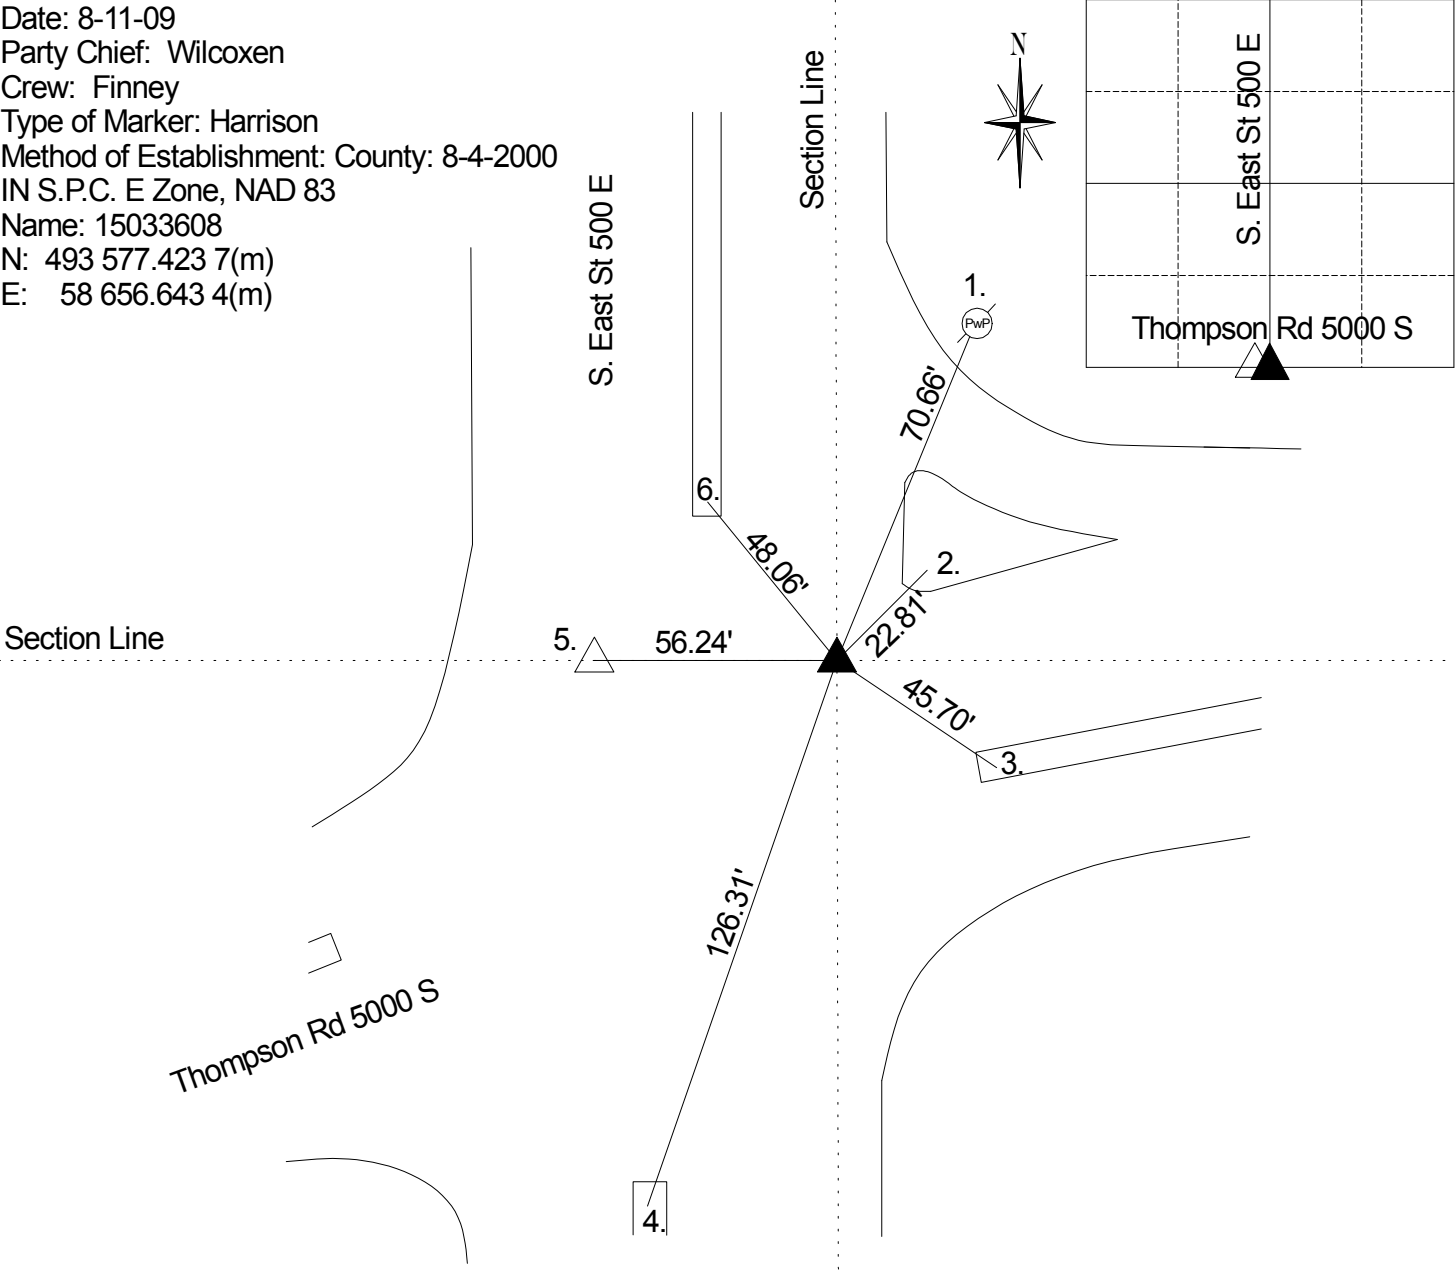 Date: 8-11-09
Party Chief: Wilcoxen
Crew: Finney
Type of Marker: Harrison
Method of Establishment: County: 8-4-2000
IN S.P.C. E Zone, NAD 83
Name: 15033608
N: 493 577.423 7(m)
E: 58 656.643 4(m)
S. East St 500 E
Section Line
N
S. East St 500 E
Thompson Rd 5000 S
1.
PwP
70.66'
6.
48.06'
2.
22.81'
Section Line
5.
56.24'
45.70'
3.
126.31'
Thompson Rd 5000 S
4.